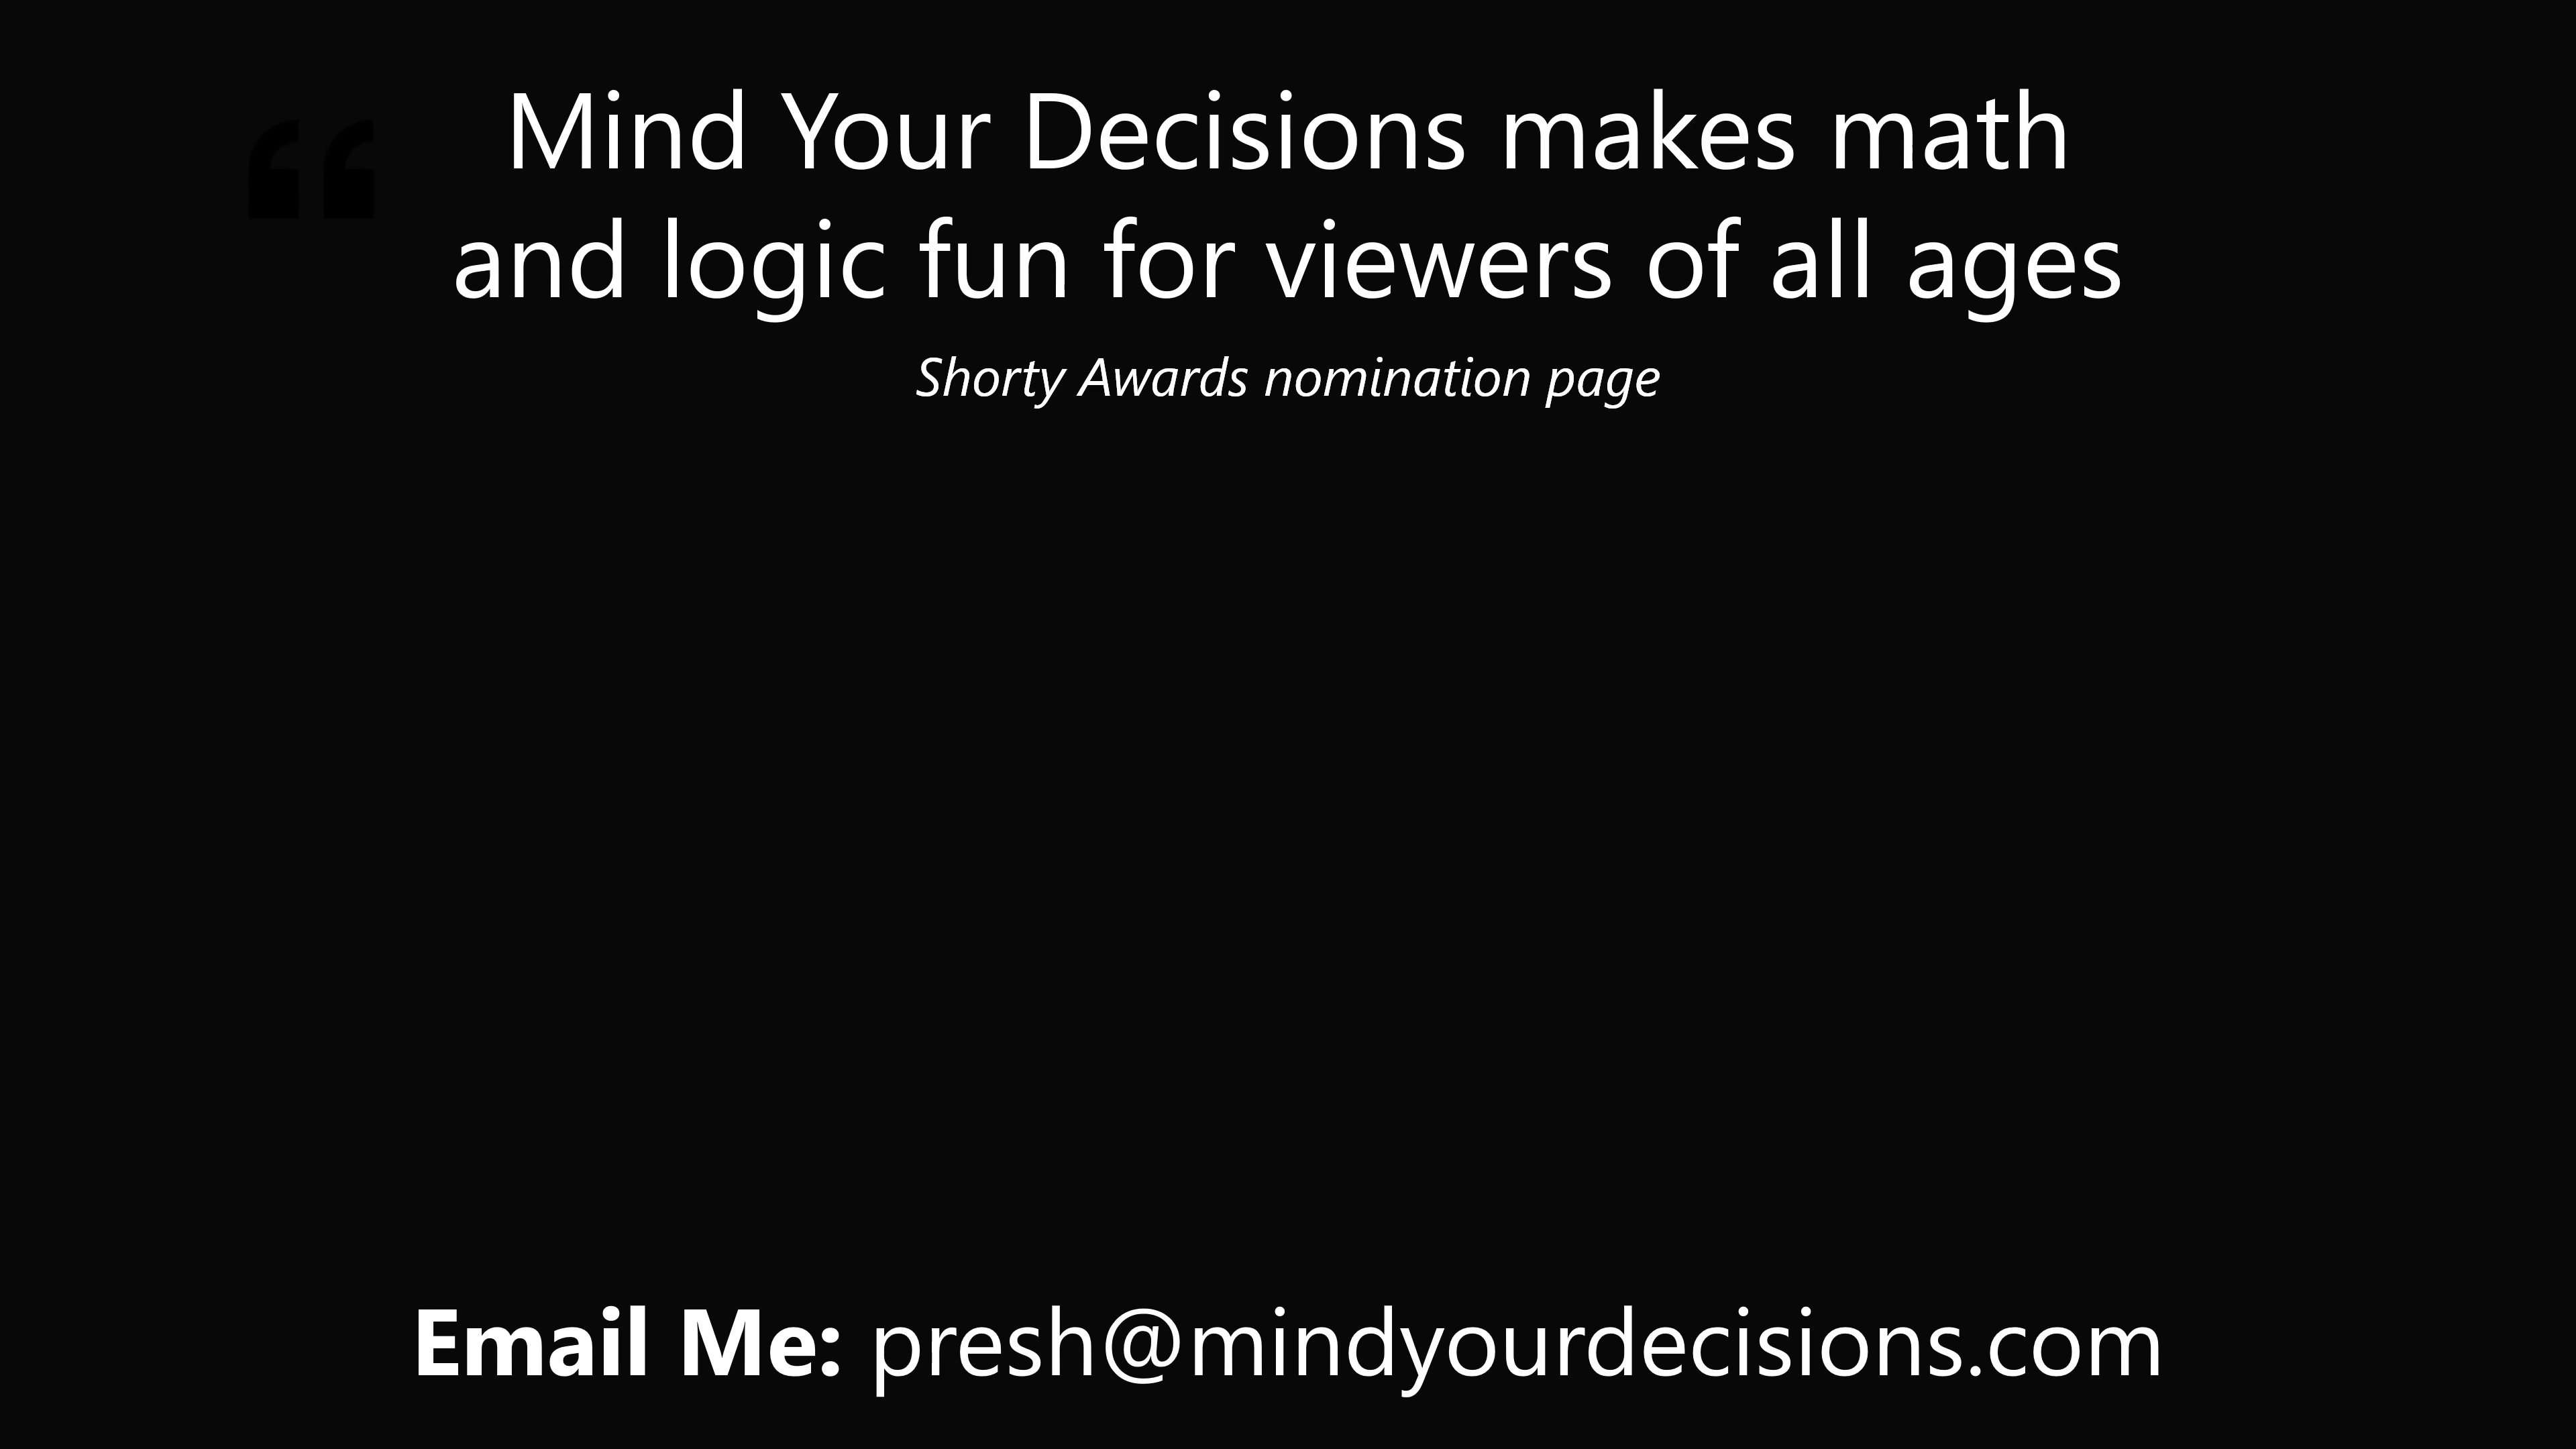 “
Mind Your Decisions makes math
and logic fun for viewers of all ages
Shorty Awards nomination page
Email Me: presh@mindyourdecisions.com